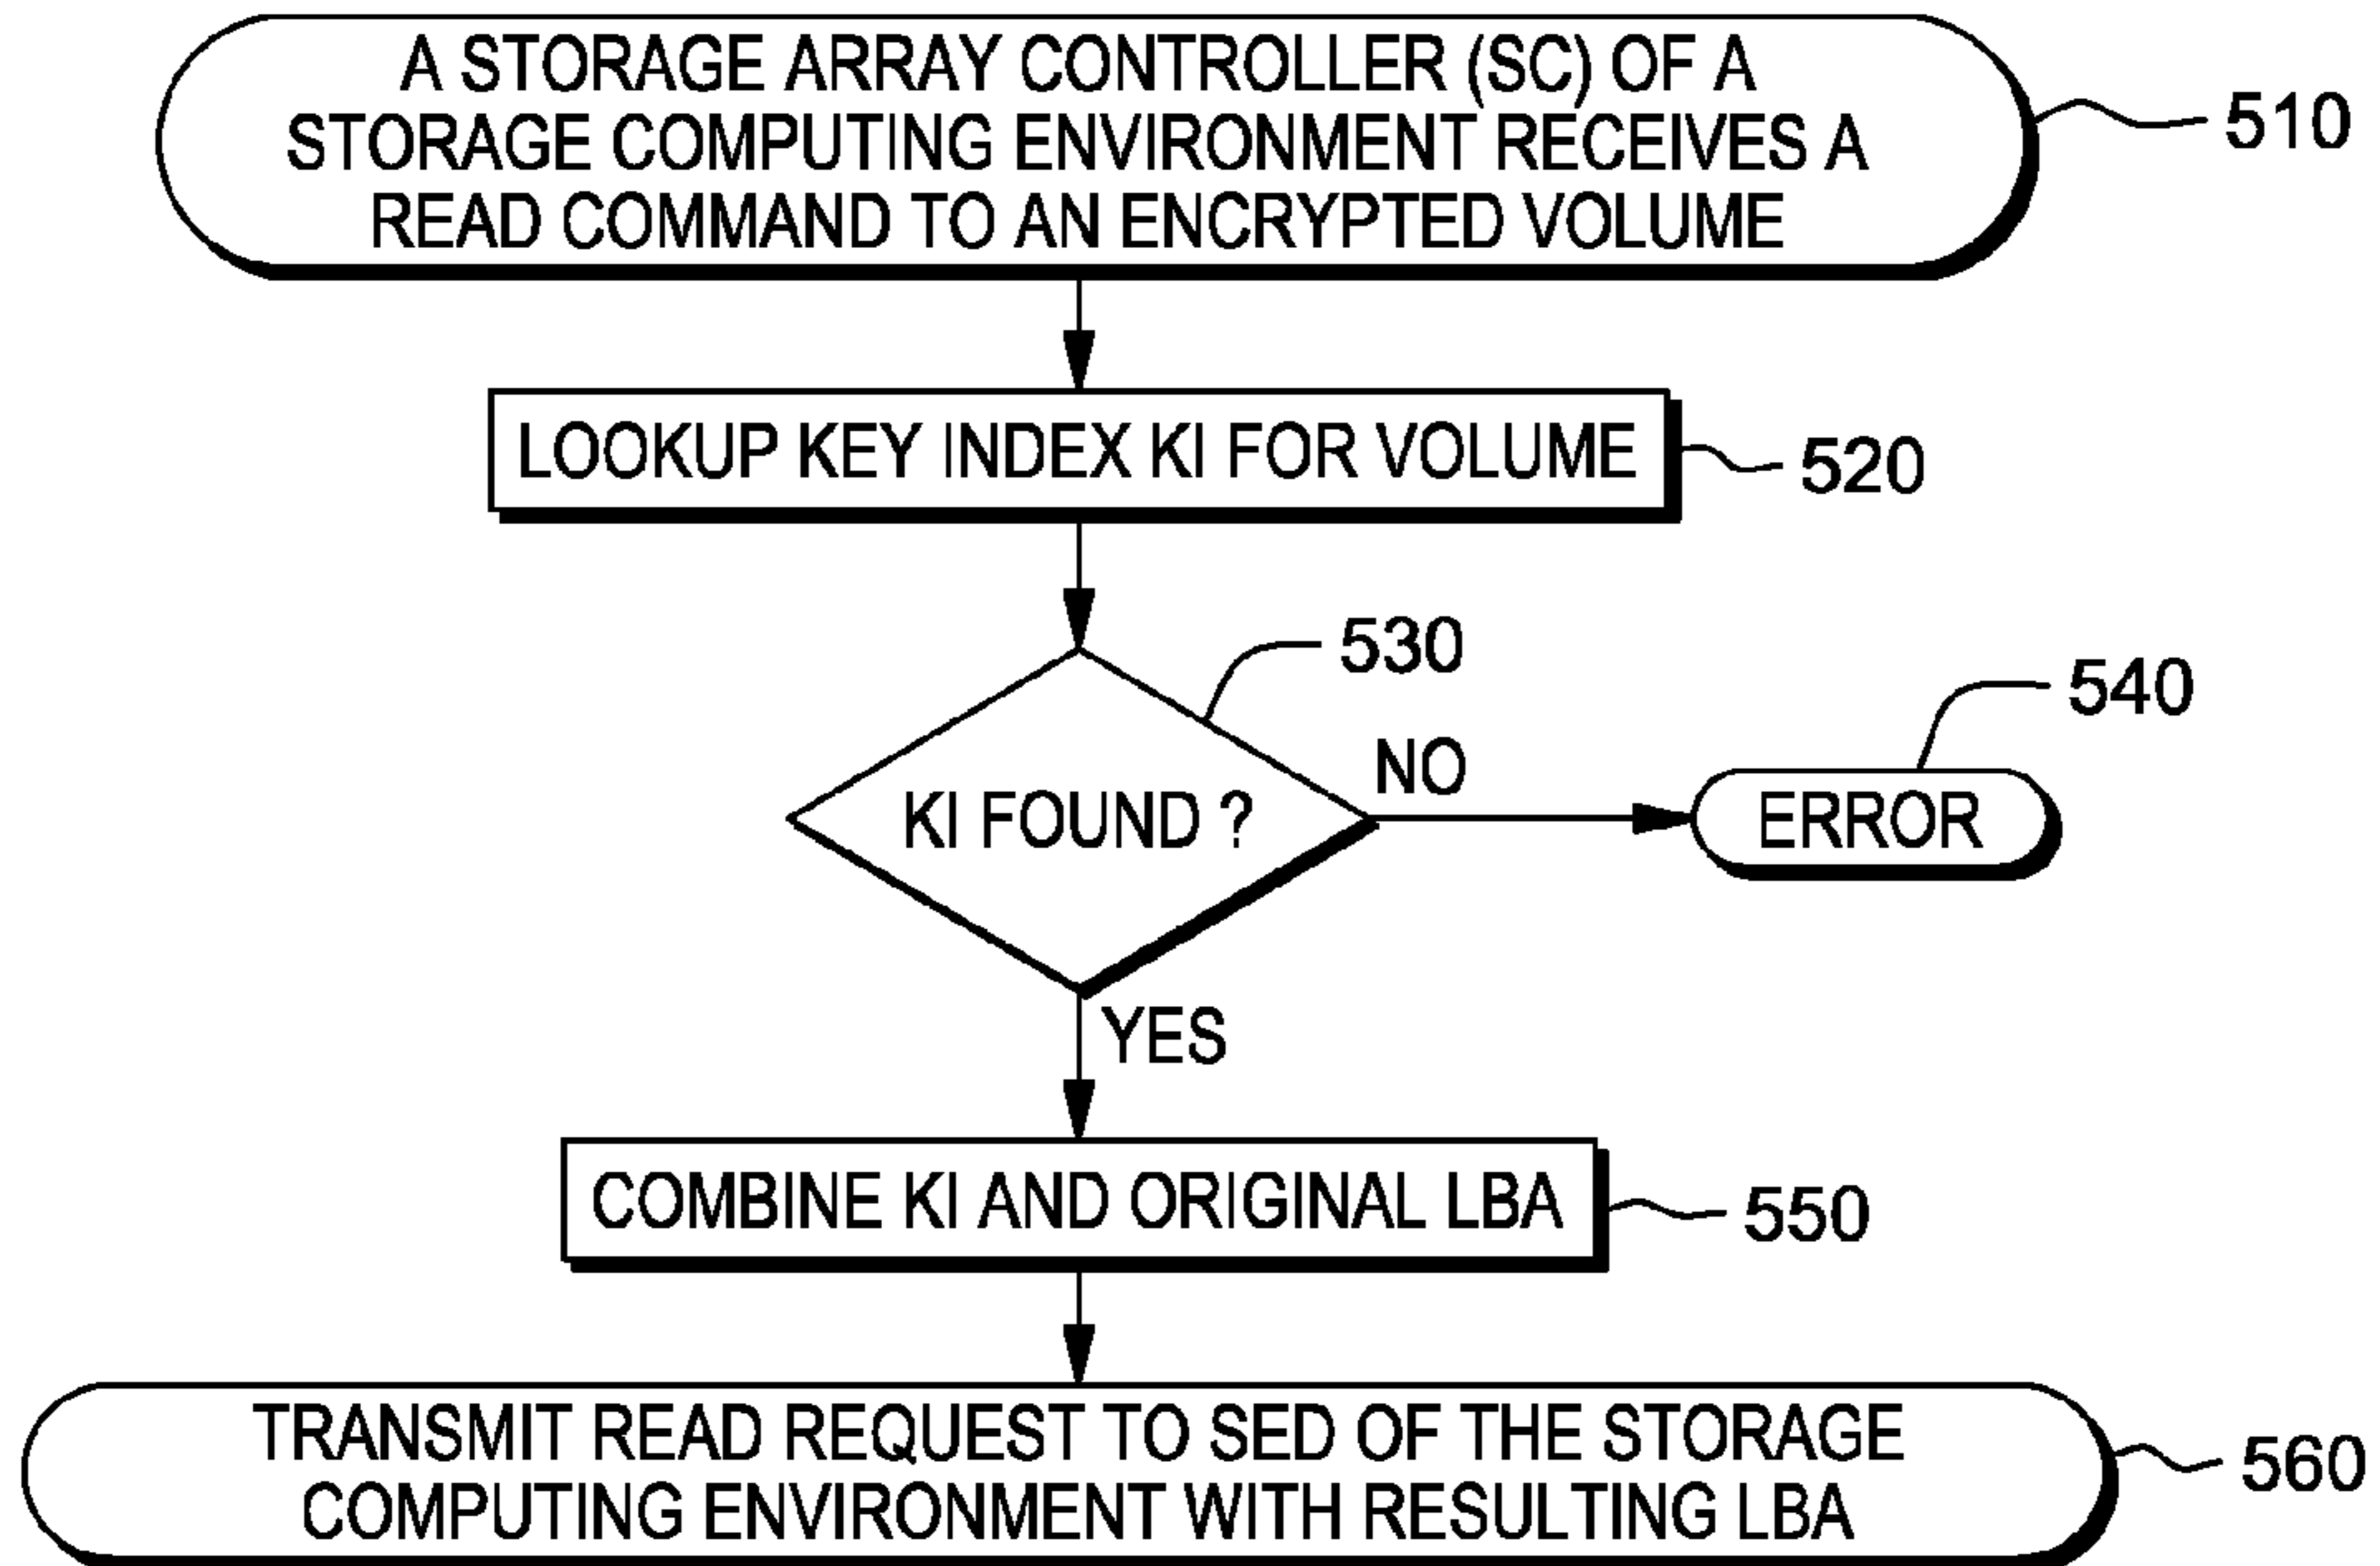 A STORAGE ARRAY CONTROLLER (SC) OF A
STORAGE COMPUTING ENVIRONMENT RECEIVES A
READ COMMAND TO AN ENCRYPTED VOLUME
510
LOOKUP KEY INDEX KI FOR VOLUME
520
530
540
NO
KI FOUND ?
ERROR
YES
COMBINE KI AND ORIGINAL LBA
550
TRANSMIT READ REQUEST TO SED OF THE STORAGE
COMPUTING ENVIRONMENT WITH RESULTING LBA
560